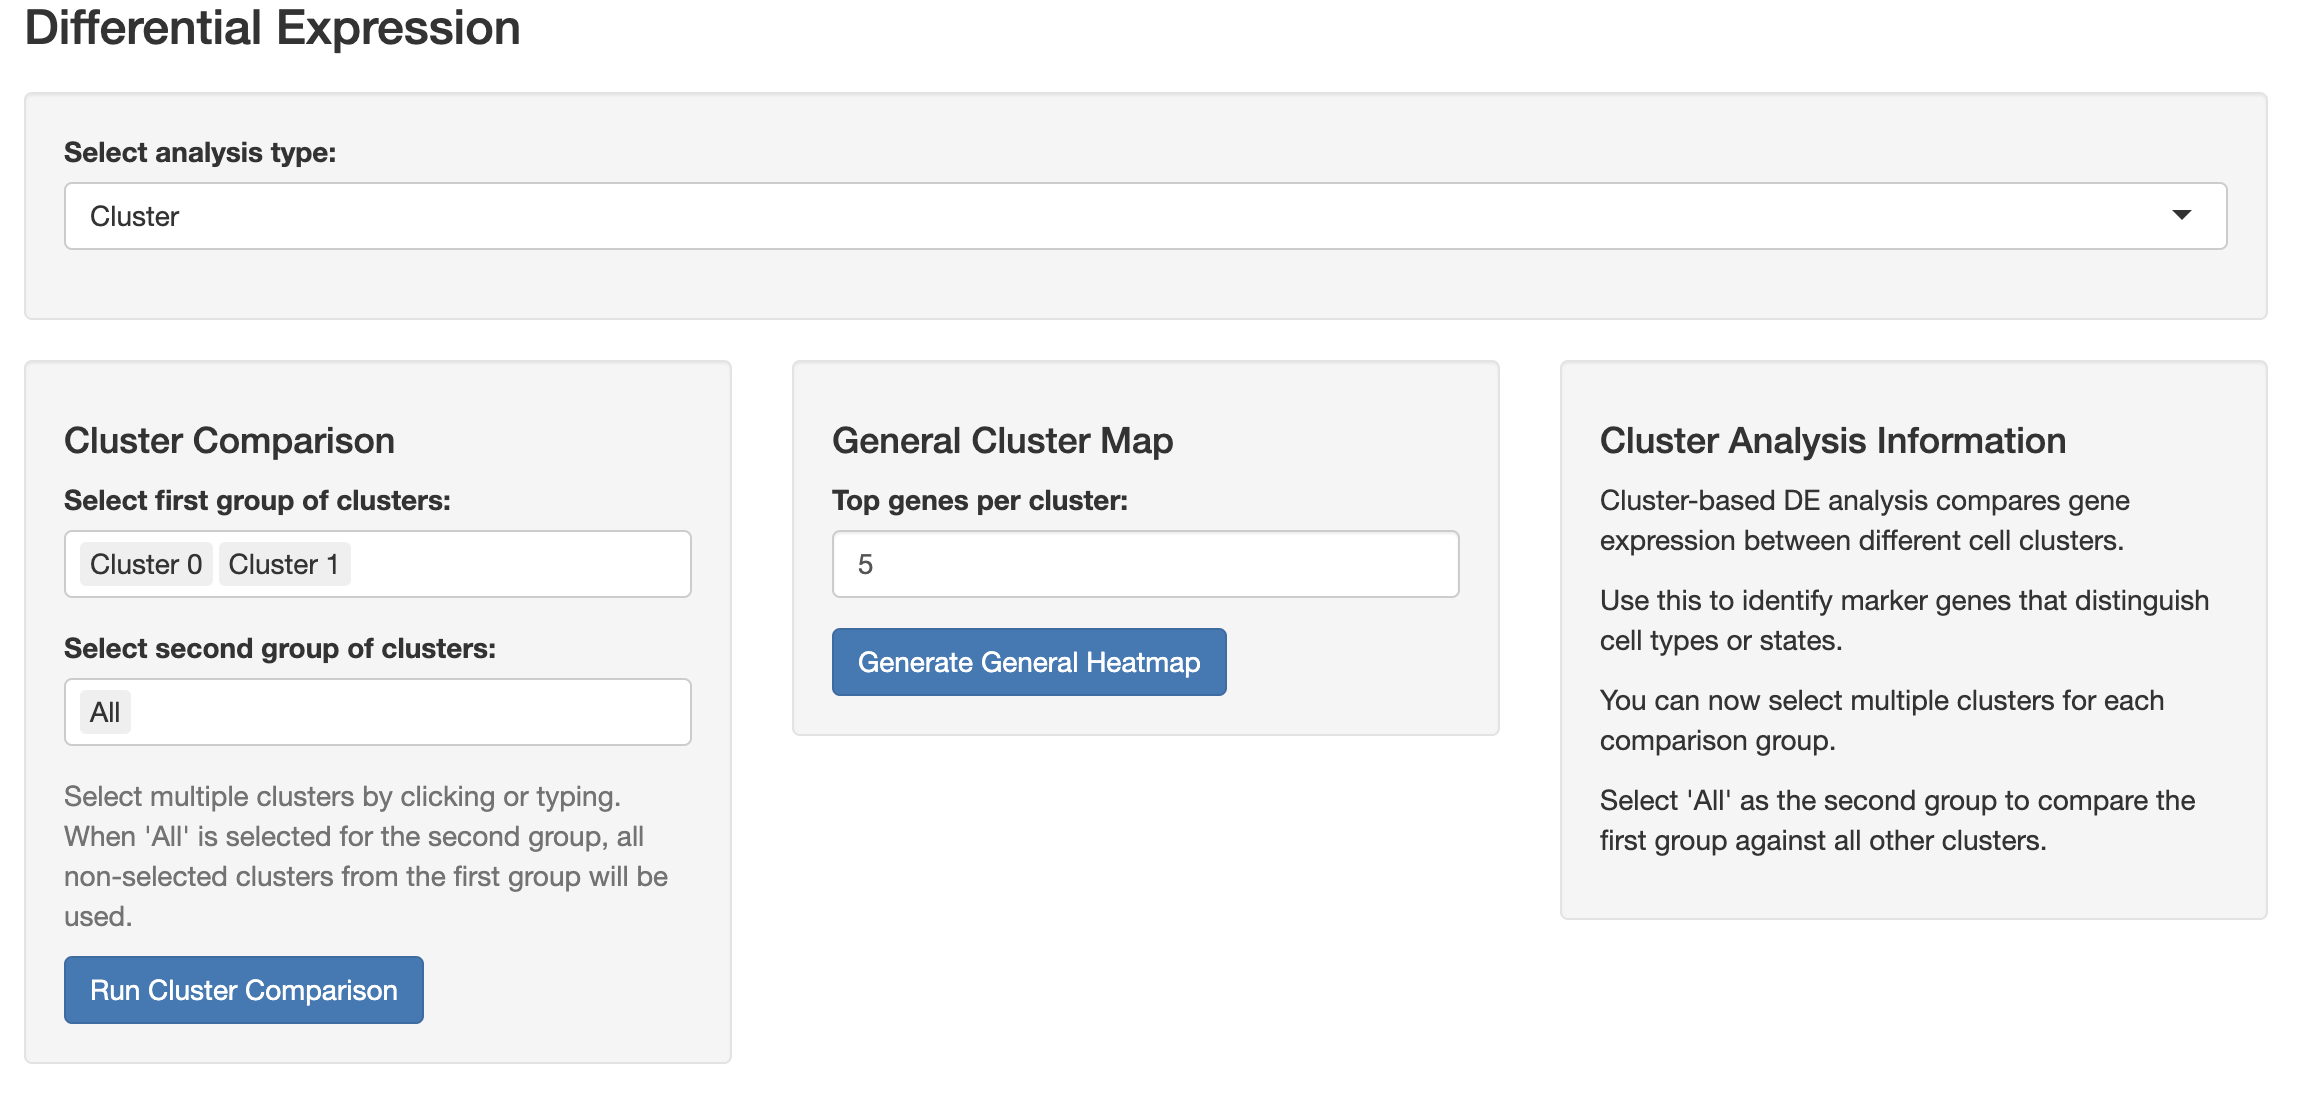 Differential Expression
Select analysis type:
Cluster
Cluster Comparison
Select first group of clusters:
Cluster 0 Cluster 1
Select second group of clusters:
All
Select multiple clusters by clicking or typing.
When 'All' is selected for the second group, all
non-selected clusters from the first group will be
used.
Run Cluster Comparison
General Cluster Map
Top genes per cluster:
5
Generate General Heatmap
Cluster Analysis Information
Cluster-based DE analysis compares gene
expression between different cell clusters.
Use this to identify marker genes that distinguish
cell types or states.
You can now select multiple clusters for each
comparison group.
Select 'All' as the second group to compare the
first group against all other clusters.